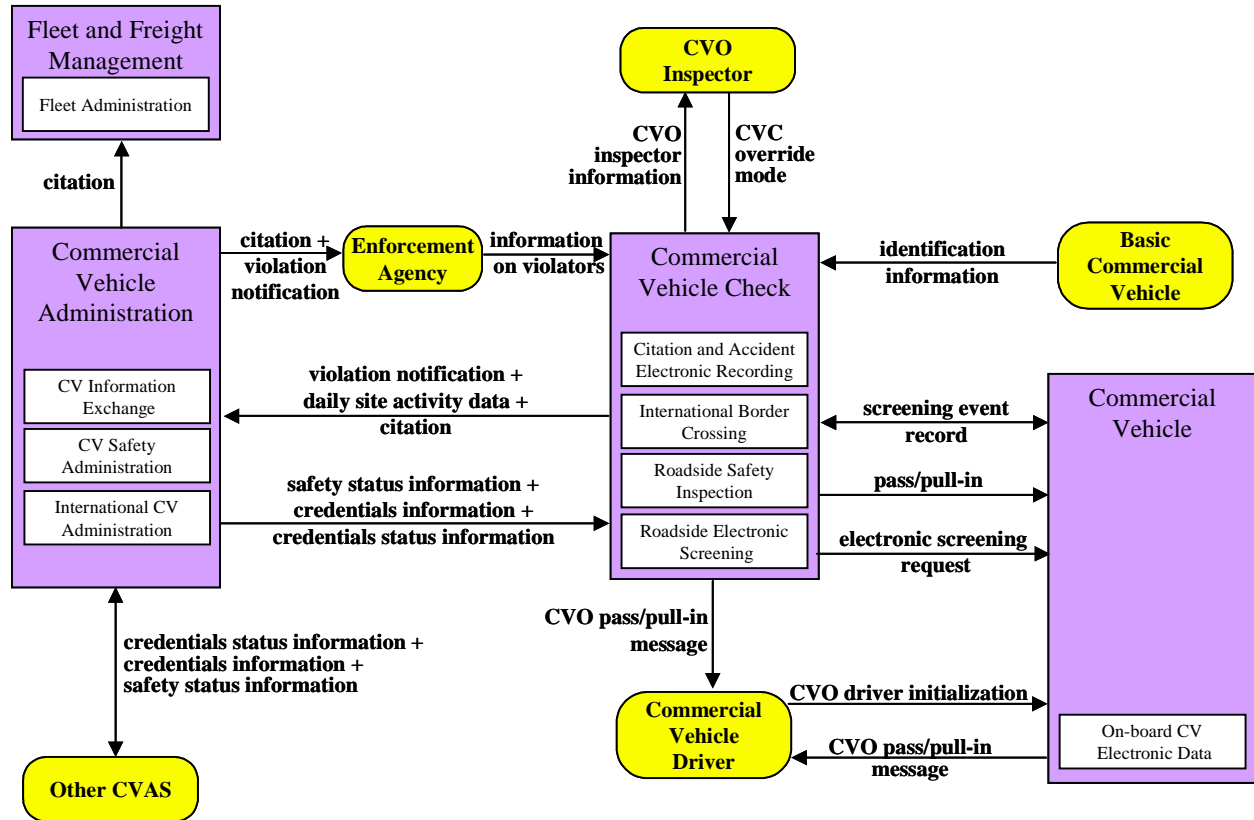 Fleet and Freight
Management
Fleet Administration
citation
CVO
Inspector
CVO
inspector
information
CVC
override
mode
Commercial
Vehicle
Administration
citation +
violation
notification
Enforcement
Agency
information
on violators
Commercial
Vehicle Check
identification
information
Basic
Commercial
Vehicle
CV Information
Exchange
CV Safety
Administration
International CV
Administration
violation notification +
daily site activity data +
citation
safety status information +
credentials information +
credentials status information
Citation and Accident
Electronic Recording
International Border
Crossing
Roadside Safety
Inspection
Roadside Electronic
Screening
screening event
record
pass/pull-in
electronic screening
request
Commercial
Vehicle
On-board CV
Electronic Data
CVO pass/pull-in
message
credentials status information +
credentials information +
safety status information
Other CVAS
Commercial
Vehicle
Driver
CVO driver initialization
CVO pass/pull-in
message